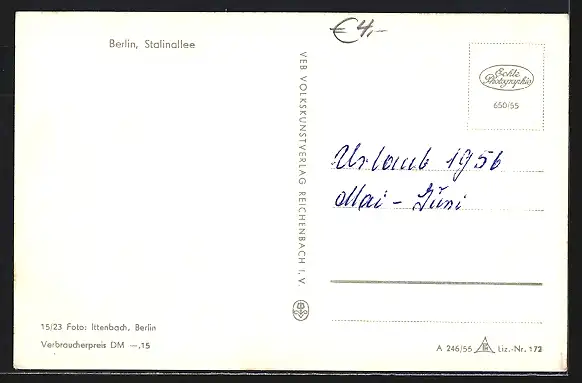 Berlin, Stalinallee
€4,-
Echte
Photographie
650/55
VEB VOLKSKUNSTVERLAG REICHENBACH I. V.
Urlaub 1956
Mai - Juni
15/23 Foto: Ittenbach, Berlin
Verbraucherpreis DM —.15
A 246/55
Liz.-Nr. 172